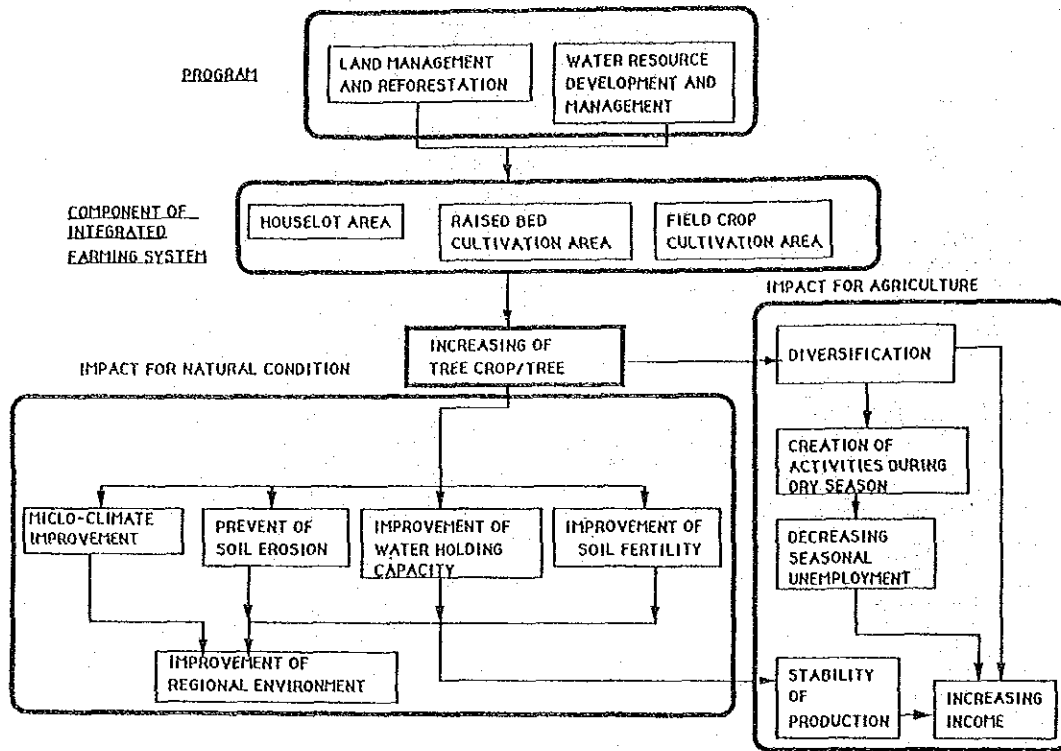 PROGRAM
LAND MANAGEMENT
AND REFORESTATION
WATER RESOURCE
DEVELOPMENT AND
MANAGEMENT
COMPONENT OF
INTEGRATED
FARMING SYSTEM
HOUSELOT AREA
RAISED BED
CULTIVATION AREA
FIELD CROP
CULTIVATION AREA
IMPACT FOR AGRICULTURE
INCREASING OF
TREE CROP/TREE
IMPACT FOR NATURAL CONDITION
DIVERSIFICATION
CREATION OF
ACTIVITIES DURING
DRY SEASON
MICLO-CLIMATE
IMPROVEMENT
PREVENT OF
SOIL EROSION
IMPROVEMENT OF
WATER HOLDING
CAPACITY
IMPROVEMENT OF
SOIL FERTILITY
DECREASING
SEASONAL
UNEMPLOYMENT
IMPROVEMENT OF
REGIONAL ENVIRONMENT
STABILITY
OF
PRODUCTION
INCREASING
INCOME